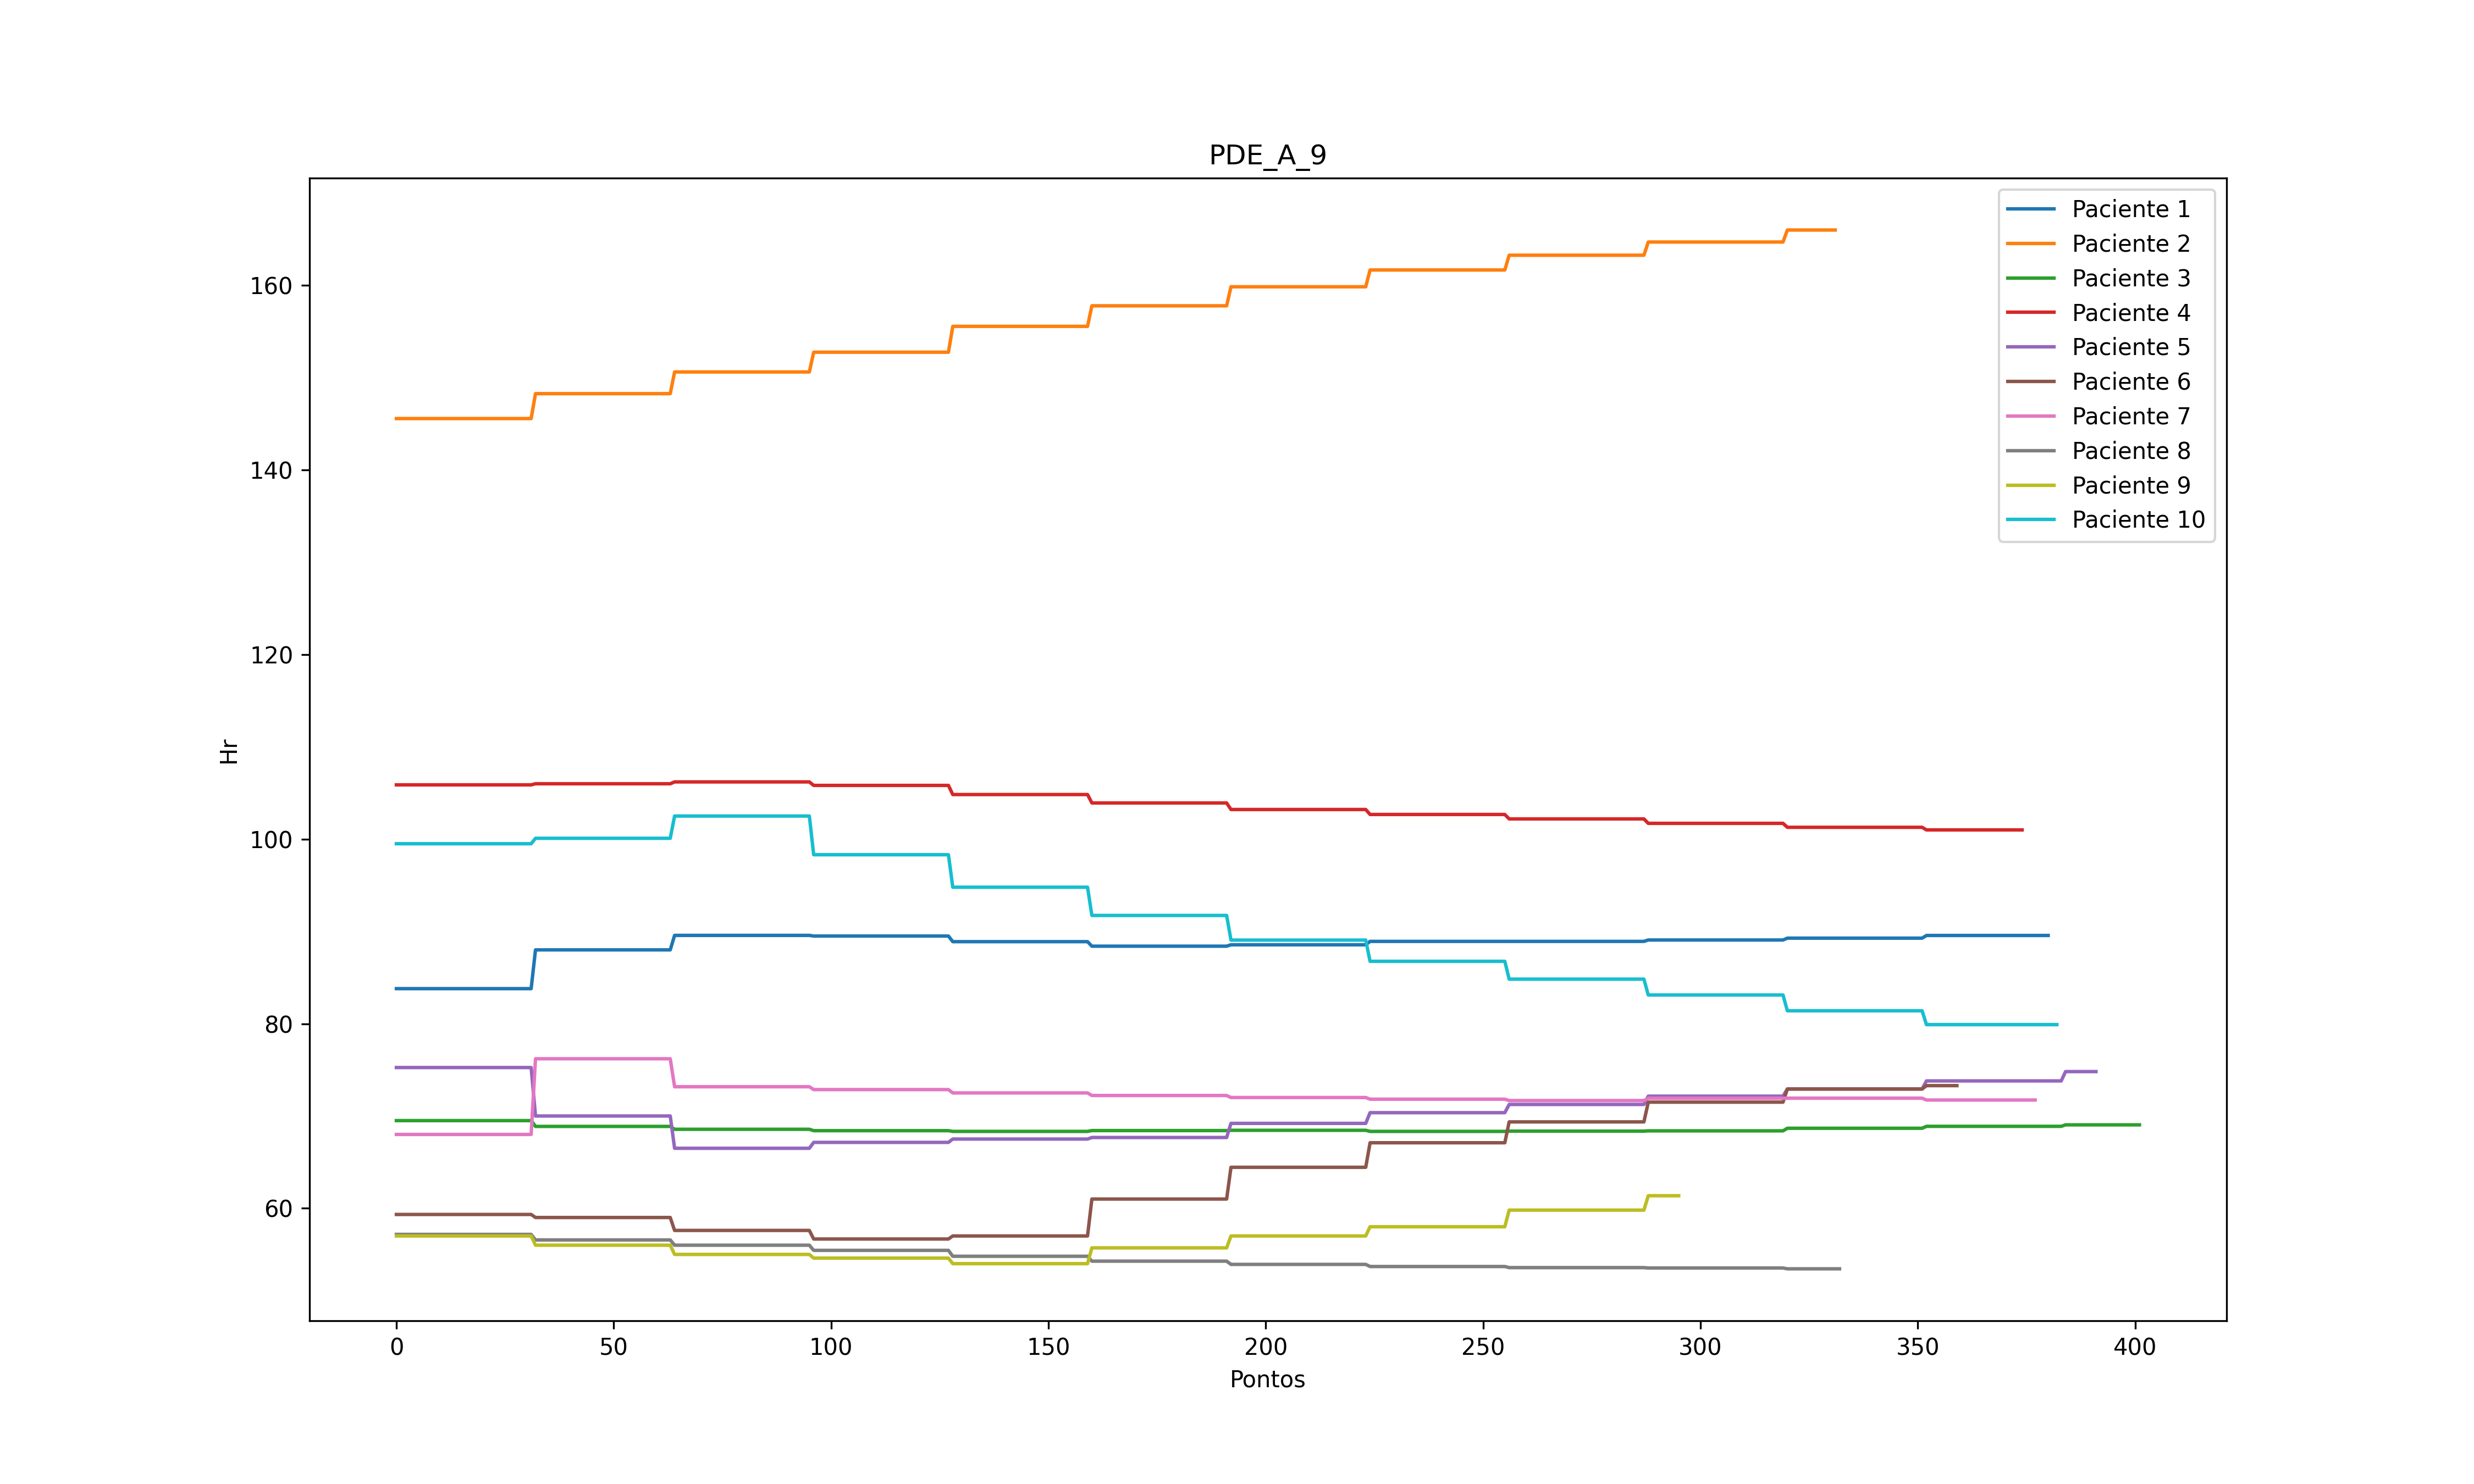 PDE_A_9
Paciente 1
Paciente 2
Paciente 3
Paciente 4
Paciente 5
Paciente 6
Paciente 7
Paciente 8
Paciente 9
Paciente 10
160
140
120
100
80
60
Hr
0 50 100 150 200 250 300 350 400
Pontos